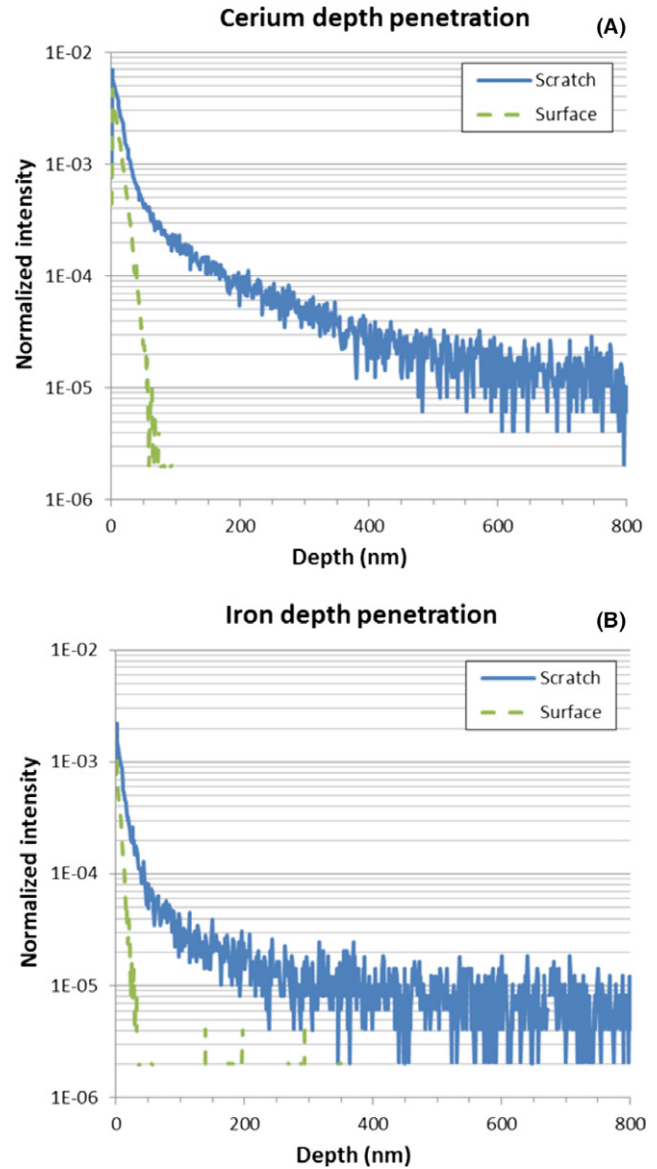 Cerium depth penetration (A)
1E-02
Scratch
Surface
1E-03
1E-04
1E-05
1E-06
Normalized intensity
0 200 400 600 800
Depth (nm)
Iron depth penetration (B)
1E-02
Scratch
Surface
1E-03
1E-04
1E-05
1E-06
Normalized intensity
0 200 400 600 800
Depth (nm)